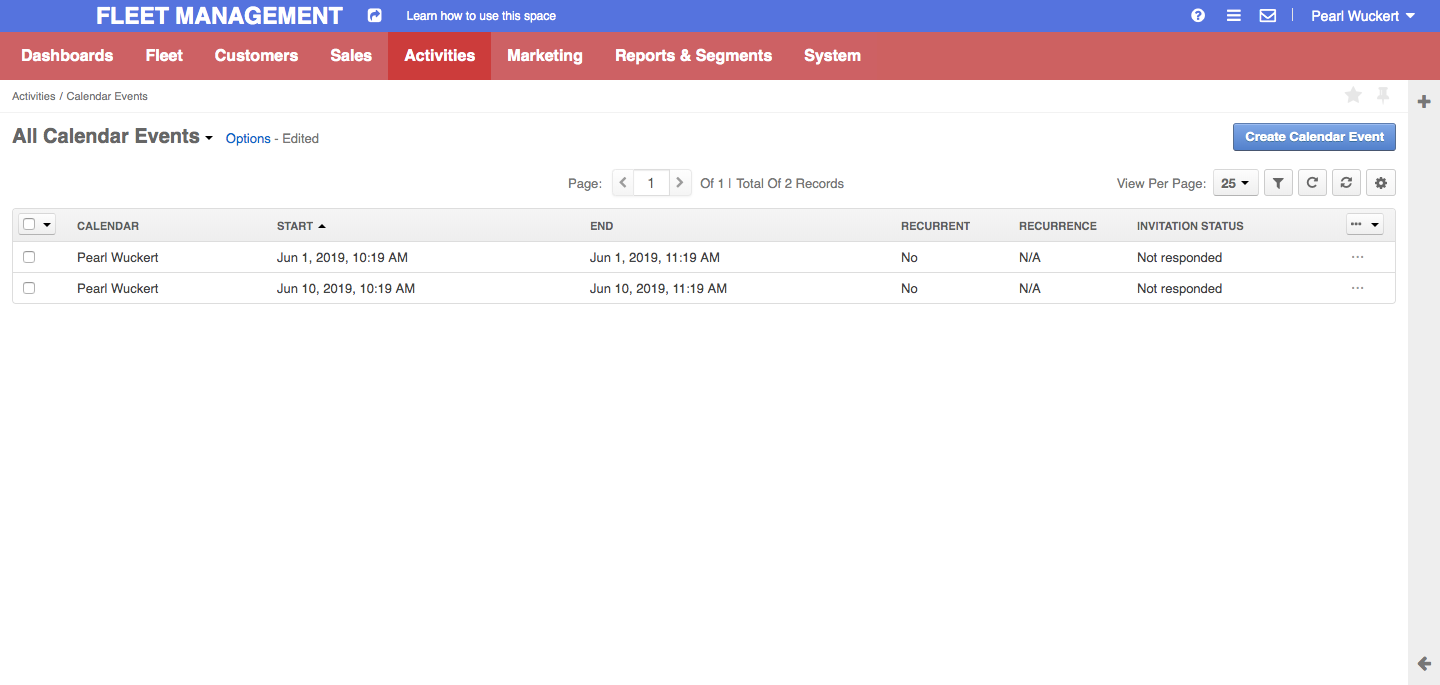 FLEET MANAGEMENT Learn how to use this space Pearl Wuckert
Dashboards Fleet Customers Sales Activities Marketing Reports & Segments System
Activities / Calendar Events
All Calendar Events Options - Edited Create Calendar Event
Page: 1 Of 1 | Total Of 2 Records View Per Page: 25
CALENDAR START END RECURRENT RECURRENCE INVITATION STATUS
Pearl Wuckert Jun 1, 2019, 10:19 AM Jun 1, 2019, 11:19 AM No N/A Not responded
Pearl Wuckert Jun 10, 2019, 10:19 AM Jun 10, 2019, 11:19 AM No N/A Not responded